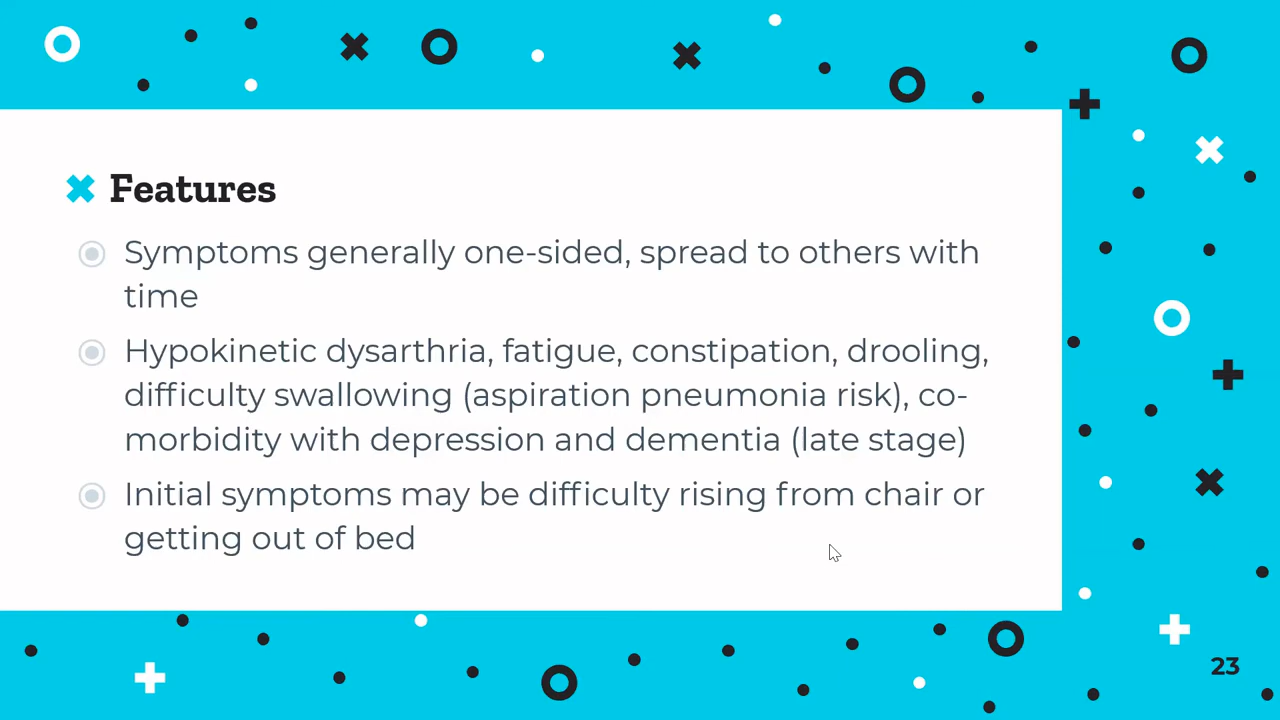 Features
Symptoms generally one-sided, spread to others with
time
Hypokinetic dysarthria, fatigue, constipation, drooling,
difficulty swallowing (aspiration pneumonia risk), co-
morbidity with depression and dementia (late stage)
Initial symptoms may be difficulty rising from chair or
getting out of bed
23